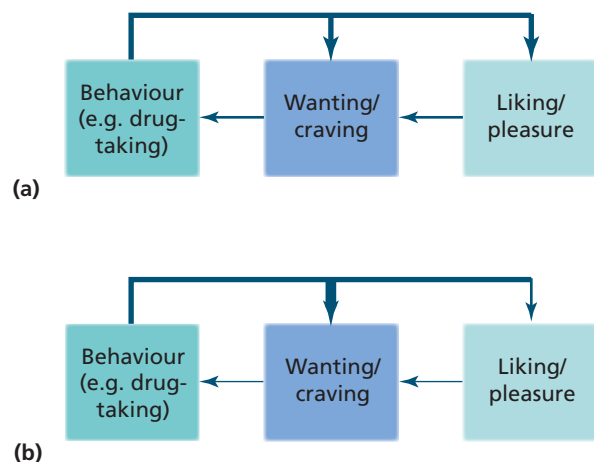 Behaviour
(e.g. drug-
taking)
Wanting/
craving
Liking/
pleasure
(a)
Behaviour
(e.g. drug-
taking)
Wanting/
craving
Liking/
pleasure
(b)